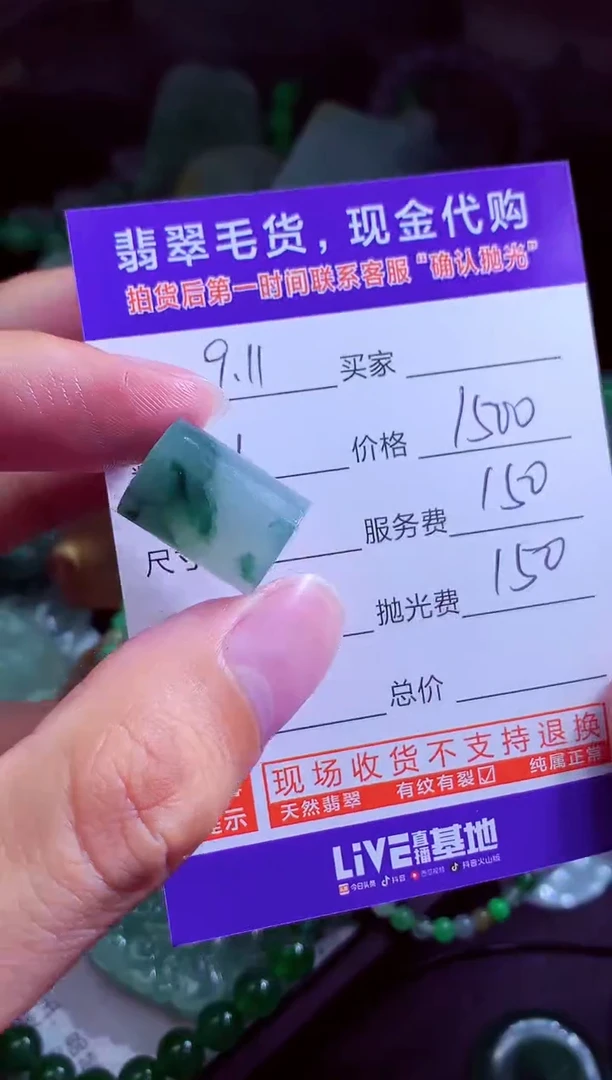 翡翠毛货，现金代购
拍货后第一时间联系客服“确认抛光”
9.11 买家
1 价格 1500
尺寸 服务费 150
抛光费 150
总价
现场收货不支持退换
提示 天然翡翠 有纹有裂☑ 纯属正常
LiVE直播基地
今日头条 抖音 西瓜视频 抖音火山版